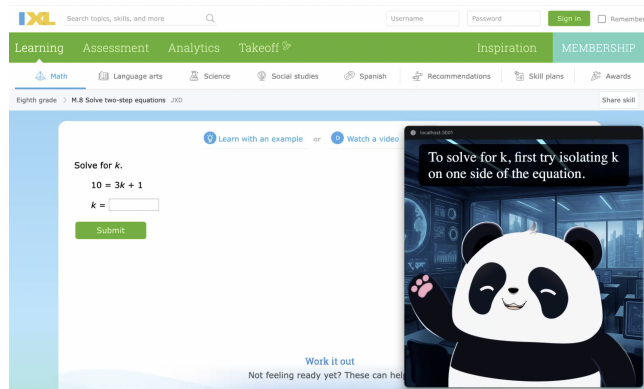 IXL
Search topics, skills, and more
Username
Password
Sign in
Remember
Learning
Assessment
Analytics
Takeoff
Inspiration
MEMBERSHIP
Math
Language arts
Science
Social studies
Spanish
Recommendations
Skill plans
Awards
Eighth grade > M.8 Solve two-step equations JXD
Share skill
Learn with an example or Watch a video
localhost:3001
To solve for k, first try isolating k
on one side of the equation.
Solve for k.
10 = 3k + 1
k =
Submit
Work it out
Not feeling ready yet? These can help